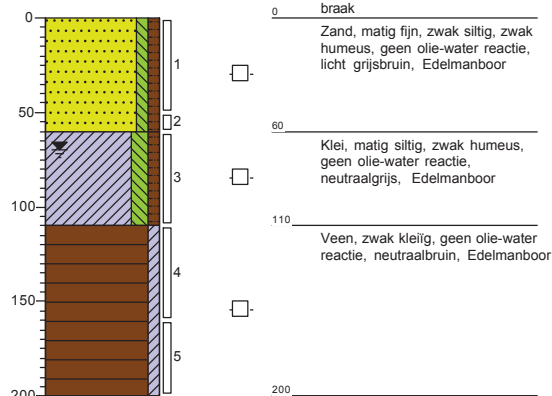 0
50
100
150
200
1
2
3
4
5
0
braak
Zand, matig fijn, zwak siltig, zwak
humeus, geen olie-water reactie,
licht grijsbruin, Edelmanboor
60
Klei, matig siltig, zwak humeus,
geen olie-water reactie,
neutraalgrijs, Edelmanboor
110
Veen, zwak kleiïg, geen olie-water
reactie, neutraalbruin, Edelmanboor
200